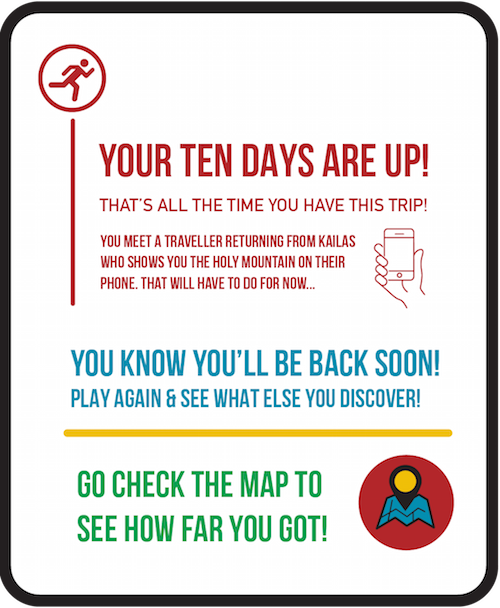 YOUR TEN DAYS ARE UP!
THAT'S ALL THE TIME YOU HAVE THIS TRIP!
YOU MEET A TRAVELLER RETURNING FROM KAILAS
WHO SHOWS YOU THE HOLY MOUNTAIN ON THEIR
PHONE. THAT WILL HAVE TO DO FOR NOW...
YOU KNOW YOU'LL BE BACK SOON!
PLAY AGAIN & SEE WHAT ELSE YOU DISCOVER!
GO CHECK THE MAP TO
SEE HOW FAR YOU GOT!